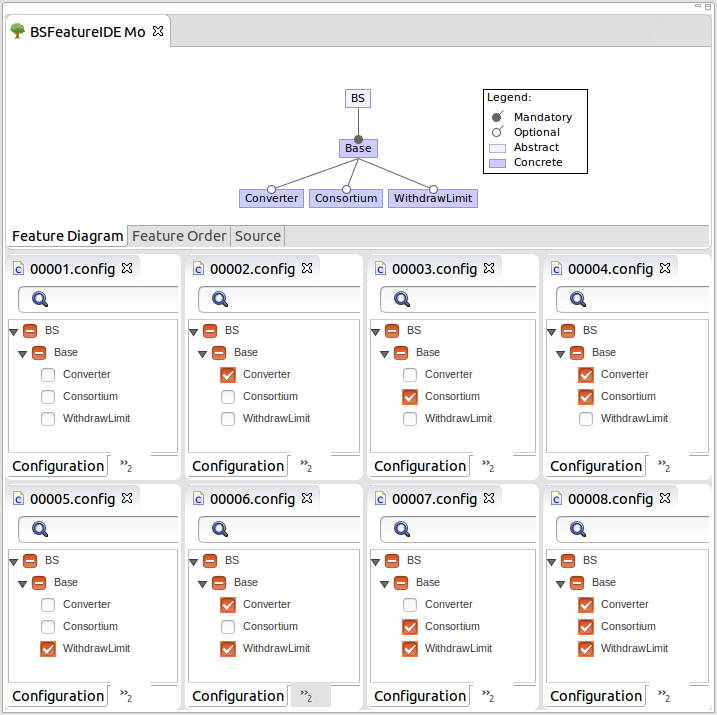 BSFeatureIDE Mo
BS
Legend:
Mandatory
Optional
Abstract
Concrete
Base
Converter Consortium WithdrawLimit
Feature Diagram Feature Order Source
00001.config 00002.config 00003.config 00004.config
BS BS BS BS
Base Base Base Base
Converter Converter Converter Converter
Consortium Consortium Consortium Consortium
WithdrawLimit WithdrawLimit WithdrawLimit WithdrawLimit
Configuration »2 Configuration »2 Configuration »2 Configuration »2
00005.config 00006.config 00007.config 00008.config
BS BS BS BS
Base Base Base Base
Converter Converter Converter Converter
Consortium Consortium Consortium Consortium
WithdrawLimit WithdrawLimit WithdrawLimit WithdrawLimit
Configuration »2 Configuration »2 Configuration »2 Configuration »2